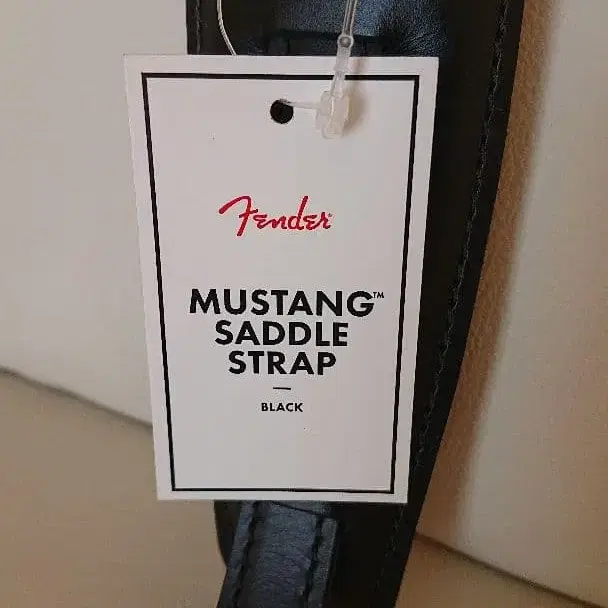 Fender
MUSTANG™
SADDLE
STRAP
—
BLACK